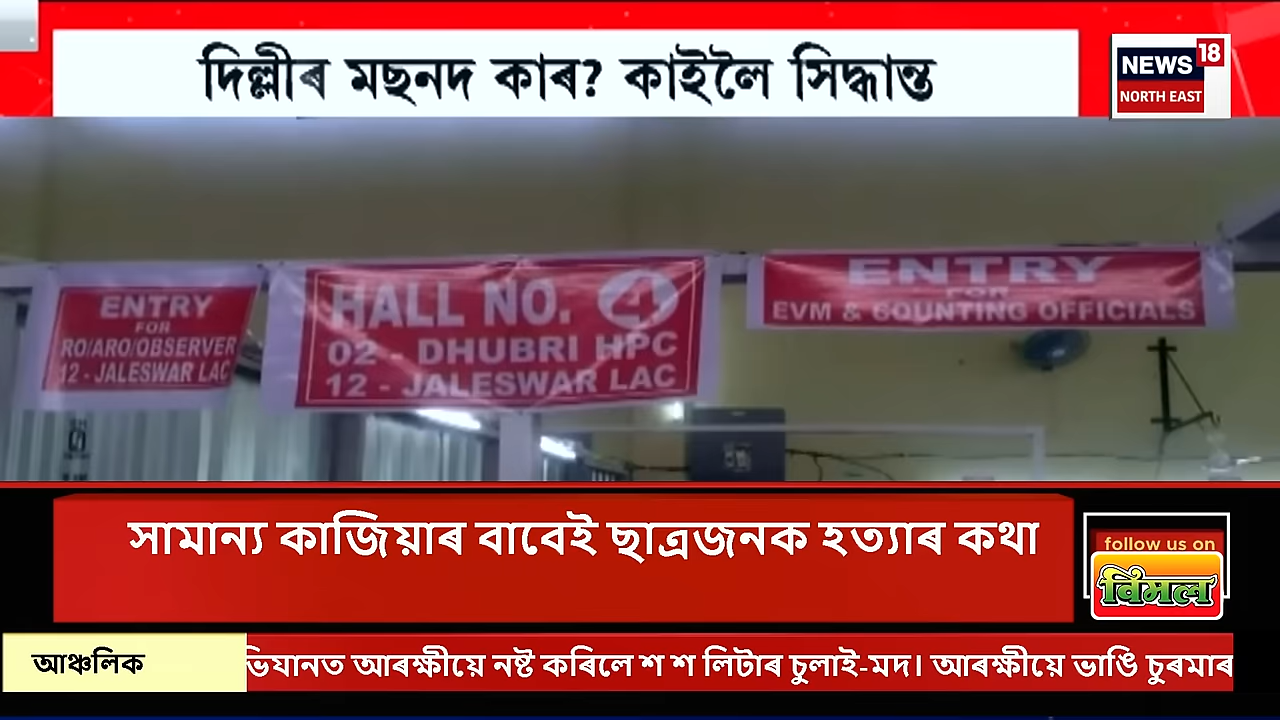 দিল্লীৰ মছনদ কাৰ? কাইলৈ সিদ্ধান্ত
NEWS 18
NORTH EAST
ENTRY
FOR
RO/ARO/OBSERVER
12 - JALESWAR LAC
HALL NO. 4
02 - DHUBRI HPC
12 - JALESWAR LAC
ENTRY
FOR
EVM & COUNTING OFFICIALS
সামান্য কাজিয়াৰ বাবেই ছাত্ৰজনক হত্যাৰ কথা
follow us on
বিমল
আঞ্চলিক
ভিযানত আৰক্ষীয়ে নষ্ট কৰিলে শ শ লিটাৰ চুলাই-মদ। আৰক্ষীয়ে ভাঙি চুৰমাৰ